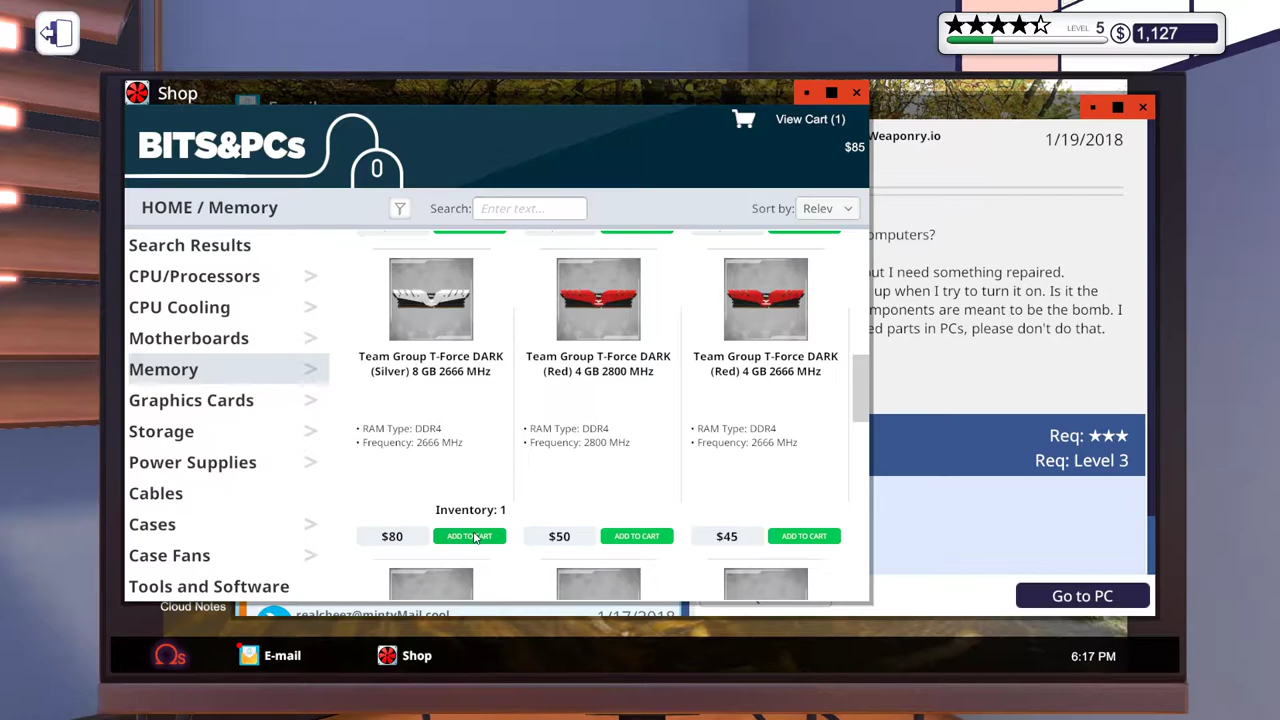 LEVEL 5 $ 1,127
Shop
BITS&PCs
View Cart (1)
$85
HOME / Memory
Search: Enter text...
Sort by: Relev
Search Results
CPU/Processors >
CPU Cooling >
Motherboards >
Memory >
Graphics Cards >
Storage >
Power Supplies >
Cables
Cases >
Case Fans >
Tools and Software
Team Group T-Force DARK
(Silver) 8 GB 2666 MHz
• RAM Type: DDR4
• Frequency: 2666 MHz
Inventory: 1
$80 ADD TO CART
Team Group T-Force DARK
(Red) 4 GB 2800 MHz
• RAM Type: DDR4
• Frequency: 2800 MHz
$50 ADD TO CART
Team Group T-Force DARK
(Red) 4 GB 2666 MHz
• RAM Type: DDR4
• Frequency: 2666 MHz
$45 ADD TO CART
Weaponry.io 1/19/2018
omputers?
ut I need something repaired.
up when I try to turn it on. Is it the
mponents are meant to be the bomb. I
ed parts in PCs, please don't do that.
Req: ★★★
Req: Level 3
Go to PC
Cloud Notes
realcheez@mintyMail.cool 1/17/2018
Ωs E-mail Shop 6:17 PM